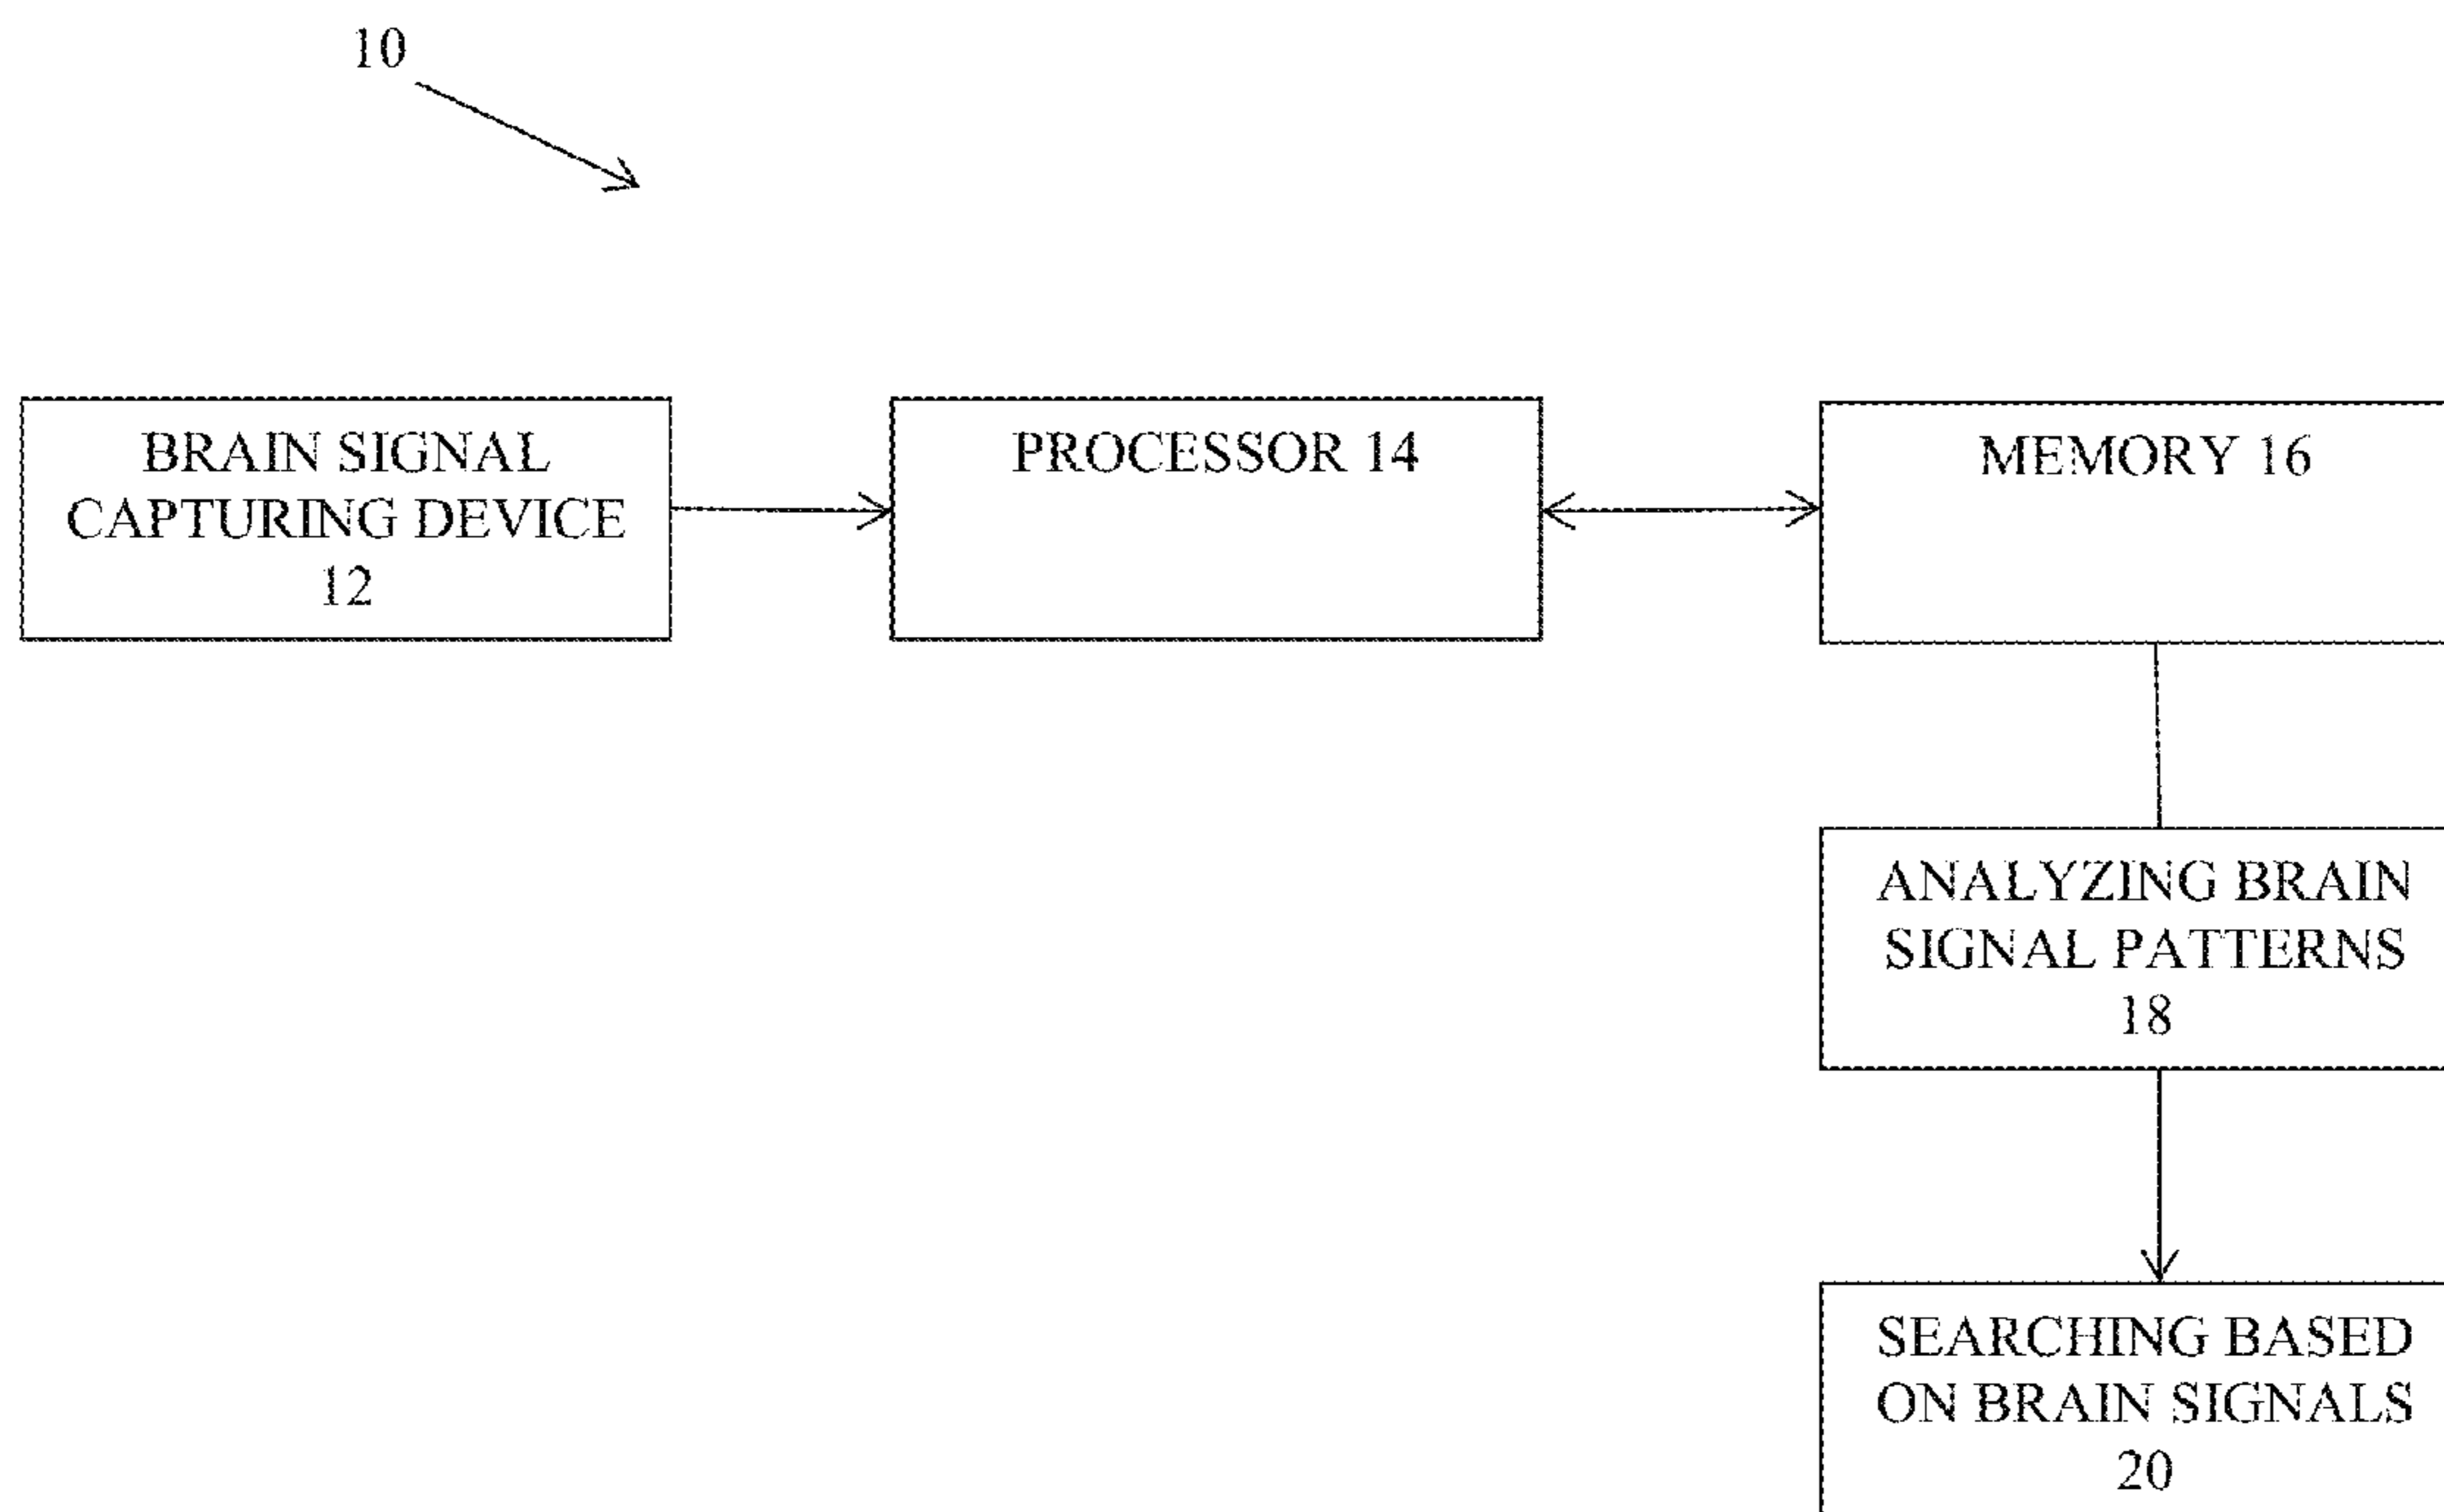 10
BRAIN SIGNAL
CAPTURING DEVICE
12
PROCESSOR 14
MEMORY 16
ANALYZING BRAIN
SIGNAL PATTERNS
18
SEARCHING BASED
ON BRAIN SIGNALS
20